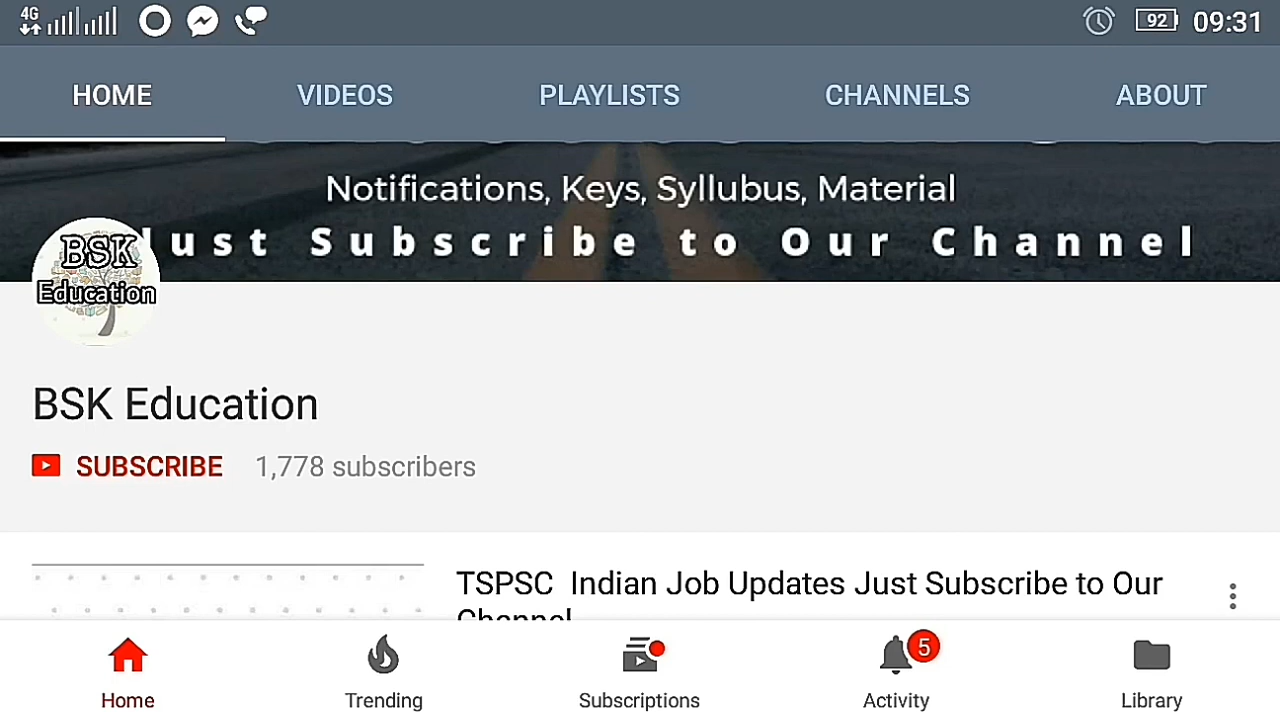 4G 92 09:31
HOME VIDEOS PLAYLISTS CHANNELS ABOUT
Notifications, Keys, Syllubus, Material
Just Subscribe to Our Channel
BSK
Education
BSK Education
SUBSCRIBE 1,778 subscribers
TSPSC Indian Job Updates Just Subscribe to Our
Channel
5
Home Trending Subscriptions Activity Library